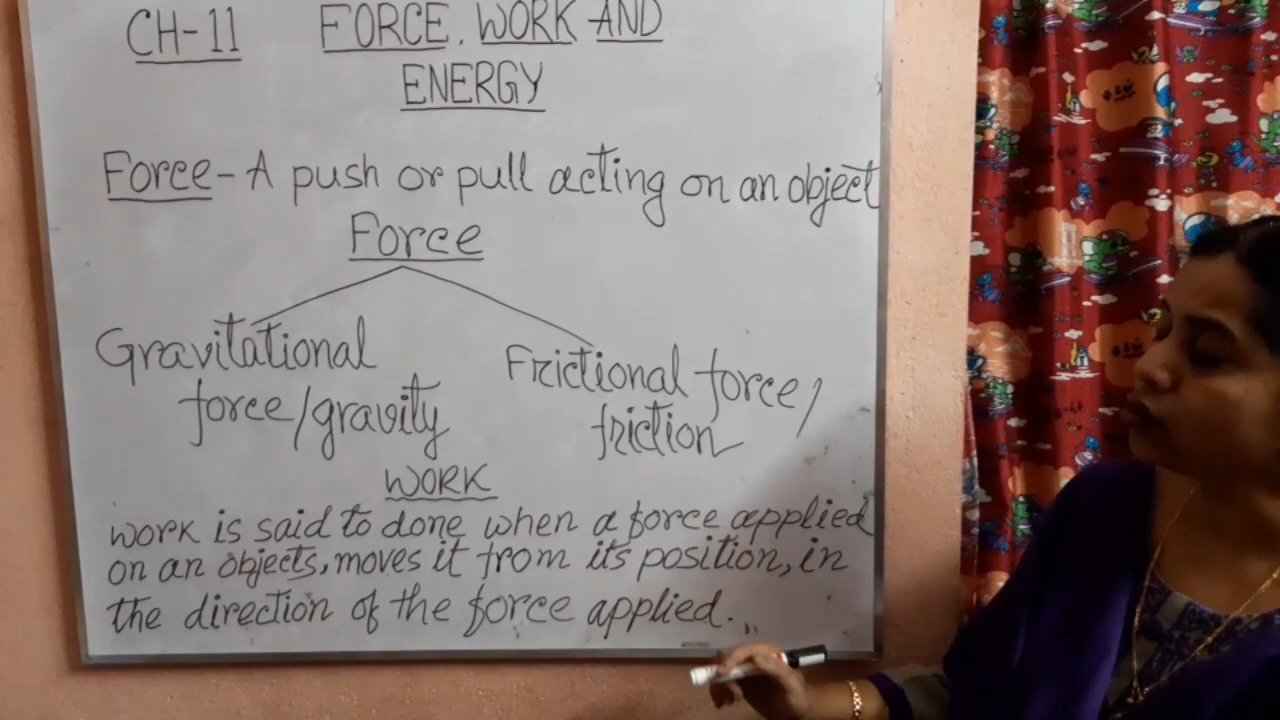 CH-11 FORCE, WORK AND
ENERGY
Force - A push or pull acting on an object
Force
Gravitational
force/gravity
Frictional force/
friction
WORK
work is said to done when a force applied
on an objects, moves it from its position, in
the direction of the force applied.